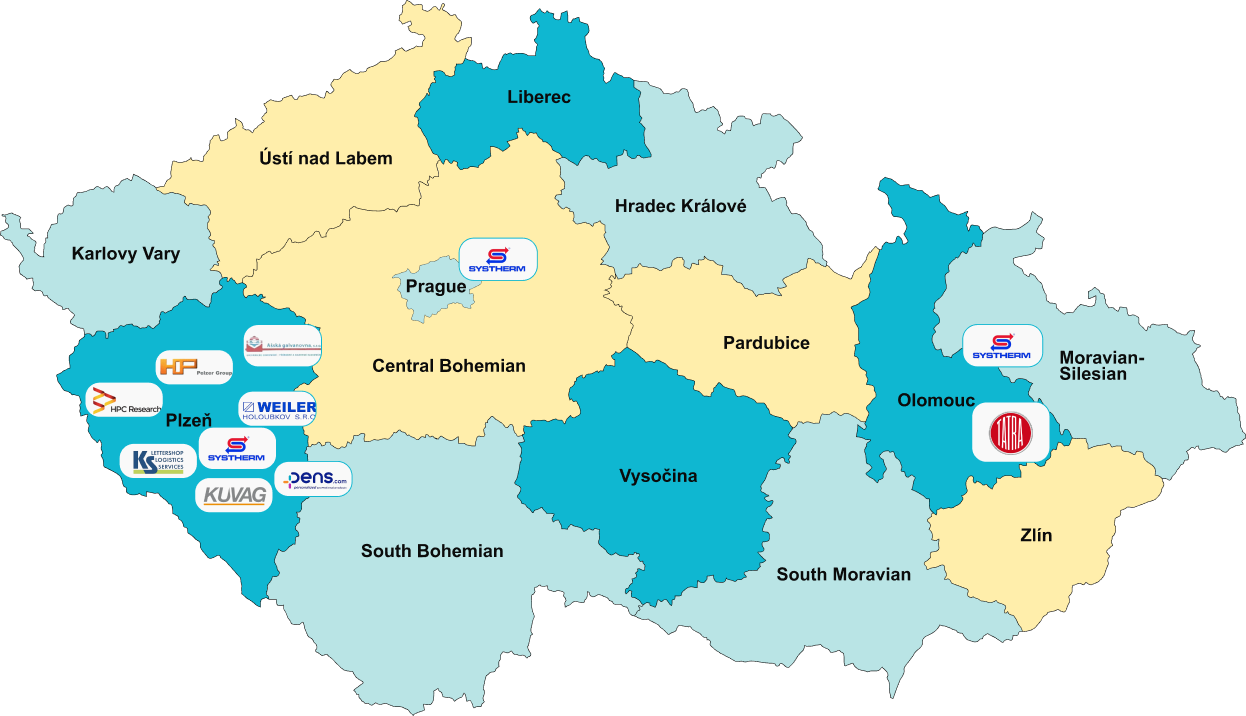 Liberec
Ústí nad Labem
Hradec Králové
Karlovy Vary
SYSTHERM
Prague
Central Bohemian
Pardubice
SYSTHERM
Moravian-
Silesian
HP
Pelzer Group
HPC Research
Plzeň
WEILER
HOLOUBKOV S.R.O
Olomouc
TATRA
KS
LETTERSHOP
LOGISTICS
SERVICES
SYSTHERM
KUVAG
pens.com
Vysočina
South Bohemian
South Moravian
Zlín